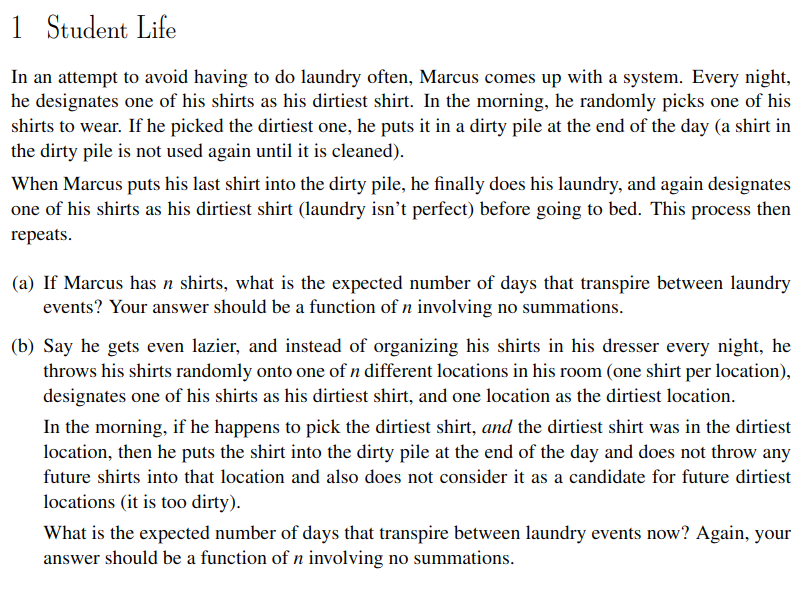 1 Student Life
In an attempt to avoid having to do laundry often, Marcus comes up with a system. Every night,
he designates one of his shirts as his dirtiest shirt. In the morning, he randomly picks one of his
shirts to wear. If he picked the dirtiest one, he puts it in a dirty pile at the end of the day (a shirt in
the dirty pile is not used again until it is cleaned).
When Marcus puts his last shirt into the dirty pile, he finally does his laundry, and again designates
one of his shirts as his dirtiest shirt (laundry isn't perfect) before going to bed. This process then
repeats.
(a) If Marcus has n shirts, what is the expected number of days that transpire between laundry
events? Your answer should be a function of n involving no summations.
(b) Say he gets even lazier, and instead of organizing his shirts in his dresser every night, he
throws his shirts randomly onto one of n different locations in his room (one shirt per location),
designates one of his shirts as his dirtiest shirt, and one location as the dirtiest location.
In the morning, if he happens to pick the dirtiest shirt, and the dirtiest shirt was in the dirtiest
location, then he puts the shirt into the dirty pile at the end of the day and does not throw any
future shirts into that location and also does not consider it as a candidate for future dirtiest
locations (it is too dirty).
What is the expected number of days that transpire between laundry events now? Again, your
answer should be a function of n involving no summations.